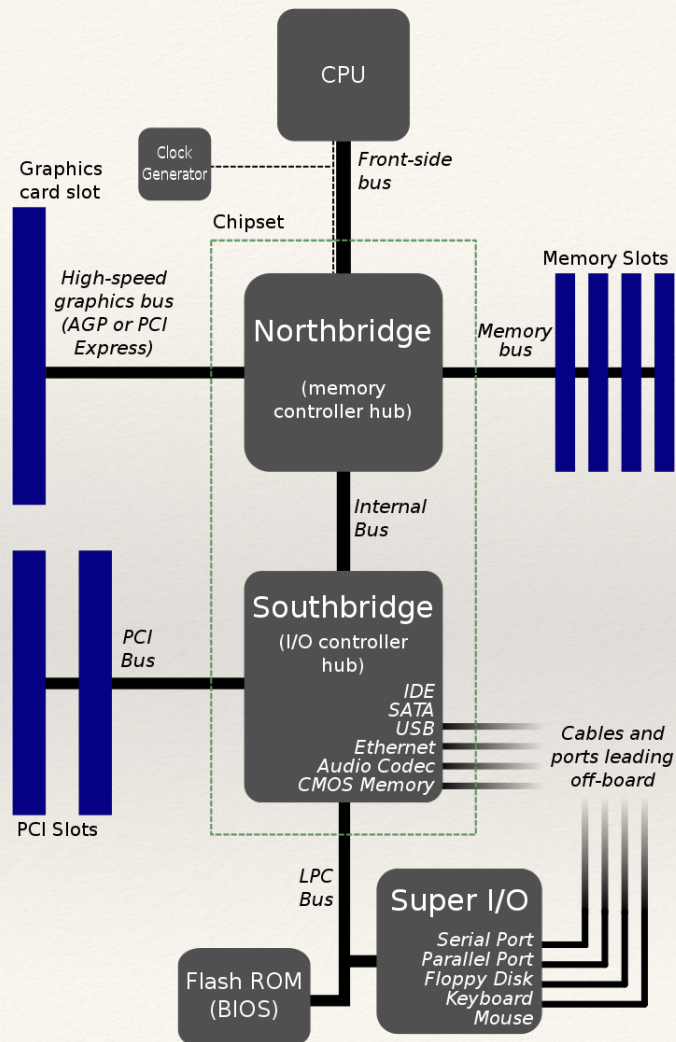 CPU
Clock
Generator
Front-side
bus
Graphics
card slot
Chipset
High-speed
graphics bus
(AGP or PCI
Express)
Northbridge
(memory
controller hub)
Memory
bus
Memory Slots
Internal
Bus
Southbridge
(I/O controller
hub)
IDE
SATA
USB
Ethernet
Audio Codec
CMOS Memory
PCI
Bus
PCI Slots
Cables and
ports leading
off-board
LPC
Bus
Super I/O
Serial Port
Parallel Port
Floppy Disk
Keyboard
Mouse
Flash ROM
(BIOS)